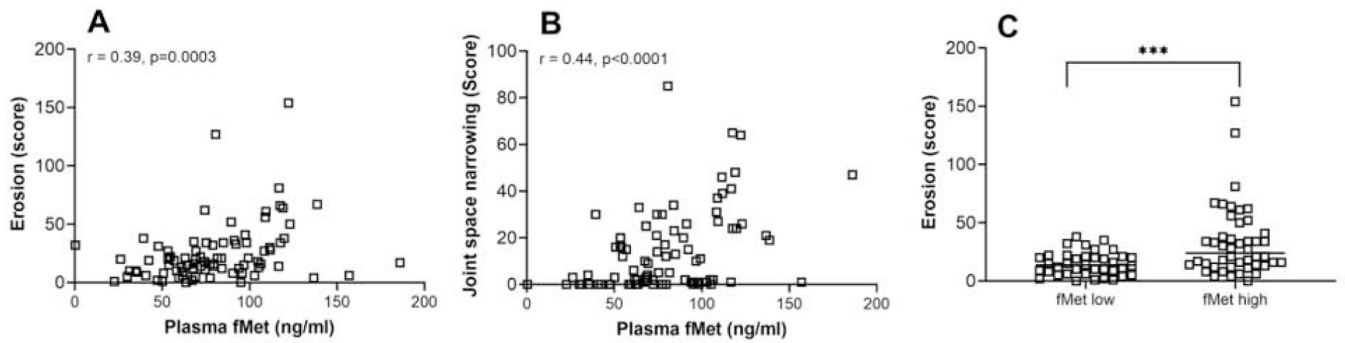 A
r = 0.39, p=0.0003
Erosion (score)
200
150
100
50
0
0
50
100
150
200
Plasma fMet (ng/ml)
B
r = 0.44, p<0.0001
Joint space narrowing (Score)
100
80
60
40
20
0
0
50
100
150
200
Plasma fMet (ng/ml)
C
***
Erosion (score)
200
150
100
50
0
fMet low
fMet high